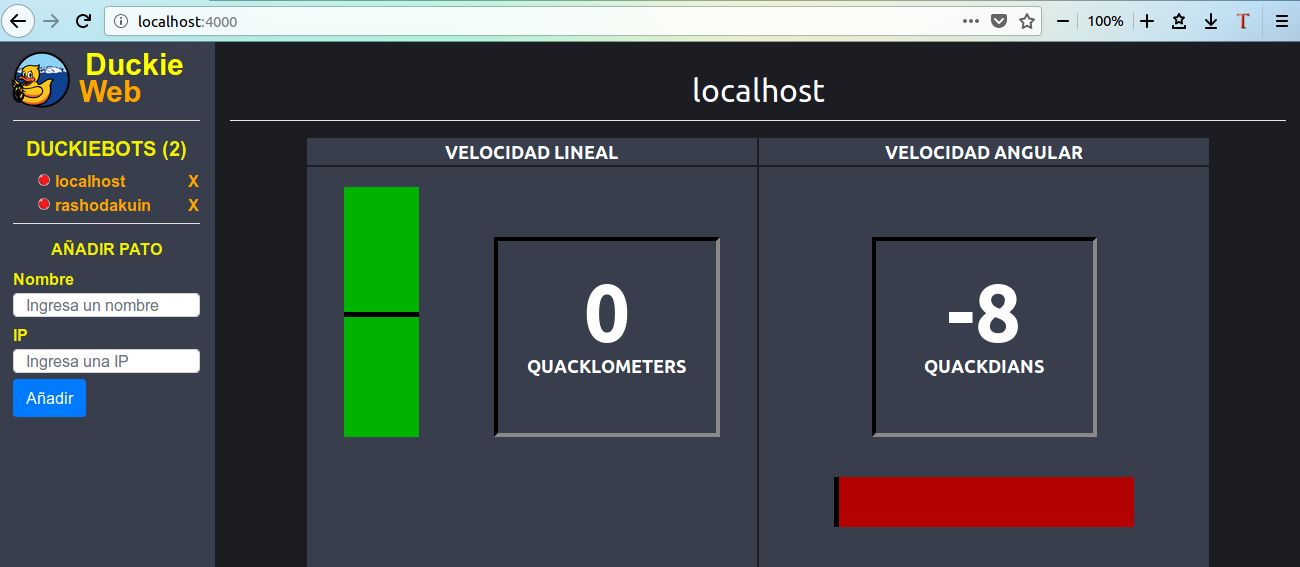 localhost:4000
100%
T
Duckie
Web
DUCKIEBOTS (2)
localhost X
rashodakuin X
AÑADIR PATO
Nombre
Ingresa un nombre
IP
Ingresa una IP
Añadir
localhost
VELOCIDAD LINEAL
VELOCIDAD ANGULAR
0
QUACKLOMETERS
-8
QUACKDIANS